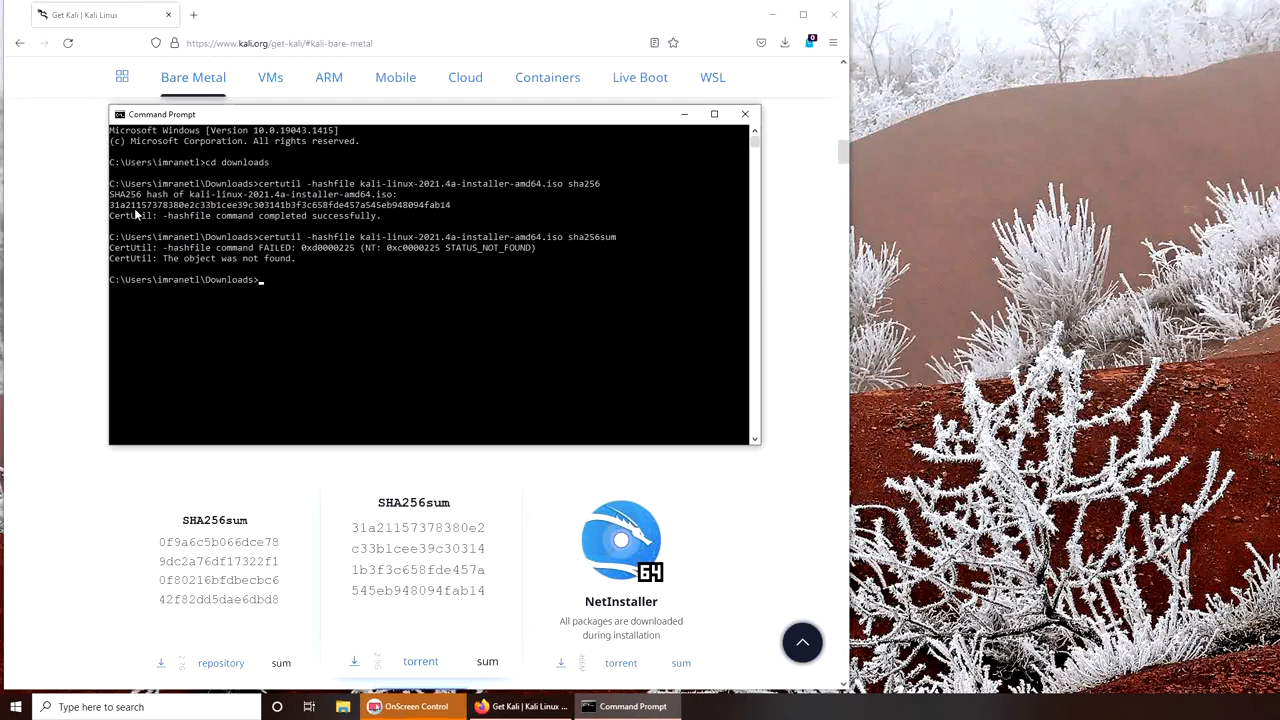 Get Kali | Kali Linux
https://www.kali.org/get-kali/#kali-bare-metal
0
Bare Metal VMs ARM Mobile Cloud Containers Live Boot WSL
Command Prompt
Microsoft Windows [Version 10.0.19043.1415]
(c) Microsoft Corporation. All rights reserved.
C:\Users\imranetl>cd downloads
C:\Users\imranetl\Downloads>certutil -hashfile kali-linux-2021.4a-installer-amd64.iso sha256
SHA256 hash of kali-linux-2021.4a-installer-amd64.iso:
31a21157378380e2c33b1cee39c303141b3f3c658fde457a545eb948094fab14
CertUtil: -hashfile command completed successfully.
C:\Users\imranetl\Downloads>certutil -hashfile kali-linux-2021.4a-installer-amd64.iso sha256sum
CertUtil: -hashfile command FAILED: 0xd0000225 (NT: 0xc0000225 STATUS_NOT_FOUND)
CertUtil: The object was not found.
C:\Users\imranetl\Downloads>
SHA256sum
0f9a6c5b066dce78
9dc2a76df17322f1
0f80216bfdbecbc6
42f82dd5dae6dbd8
repository sum
SHA256sum
31a21157378380e2
c33b1cee39c30314
1b3f3c658fde457a
545eb948094fab14
torrent sum
64
NetInstaller
All packages are downloaded
during installation
torrent sum
Type here to search
OnScreen Control
Get Kali | Kali Linux ...
Command Prompt